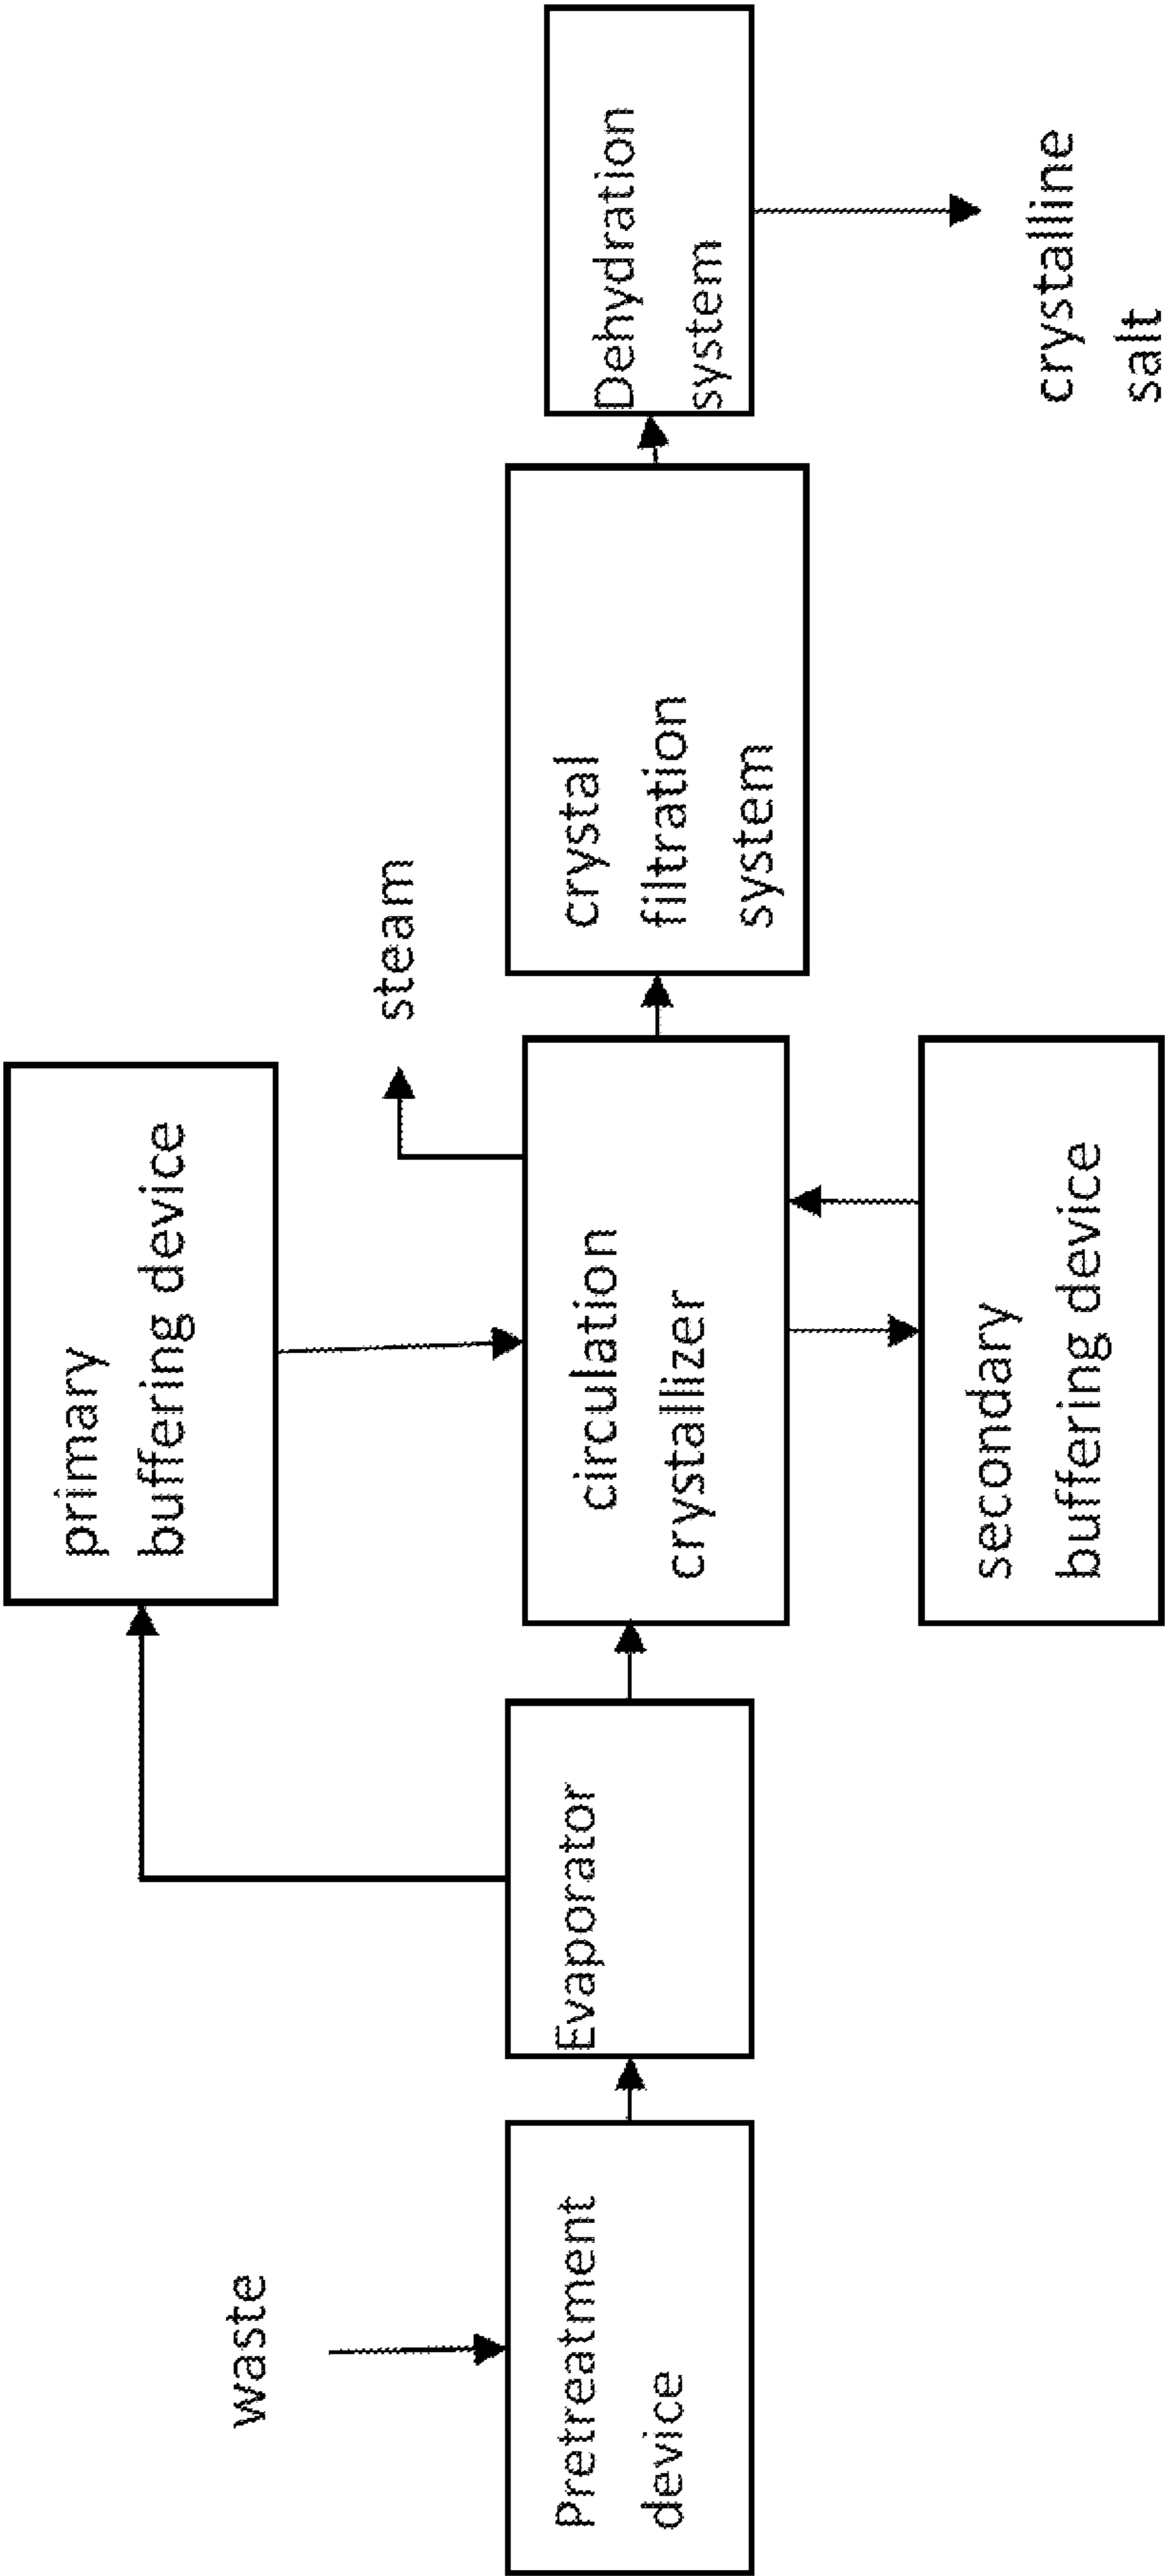 waste
Pretreatment
device
Evaporator
primary
buffering device
circulation
crystallizer
secondary
buffering device
steam
crystal
filtration
system
Dehydration
system
crystalline
salt